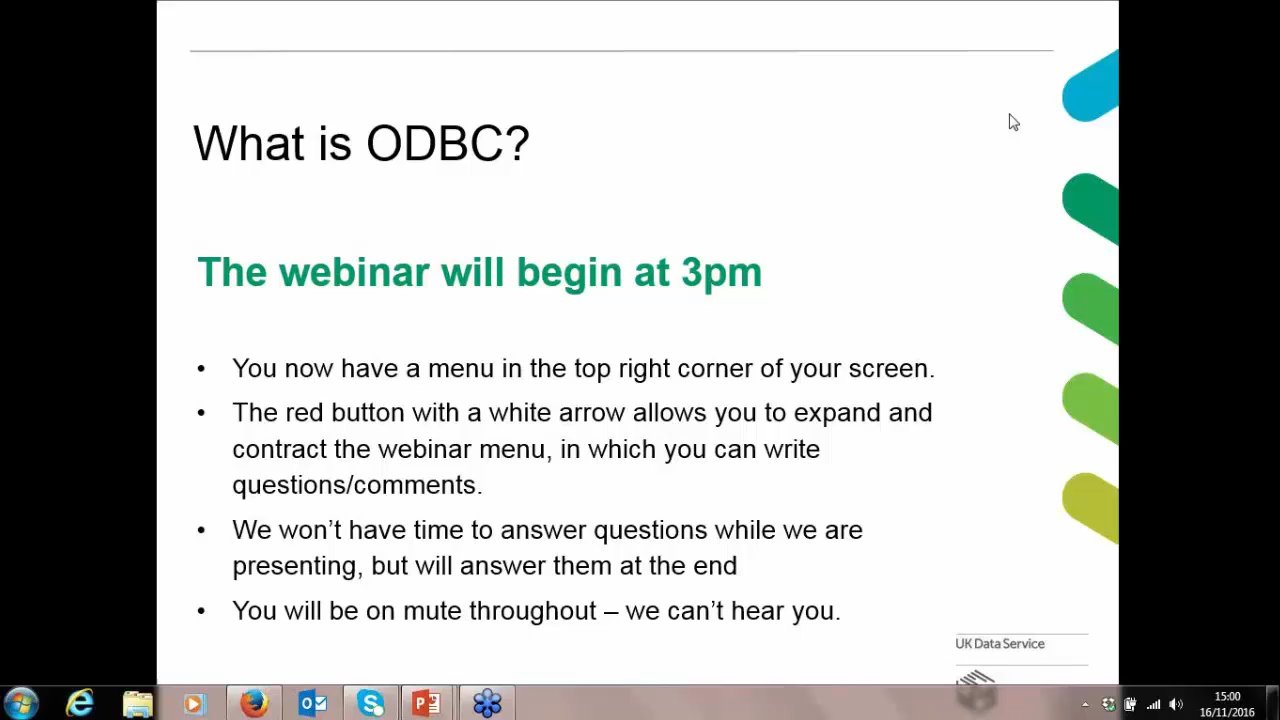 What is ODBC?
The webinar will begin at 3pm
• You now have a menu in the top right corner of your screen.
• The red button with a white arrow allows you to expand and
contract the webinar menu, in which you can write
questions/comments.
• We won’t have time to answer questions while we are
presenting, but will answer them at the end
• You will be on mute throughout – we can’t hear you.
UK Data Service
15:00
16/11/2016